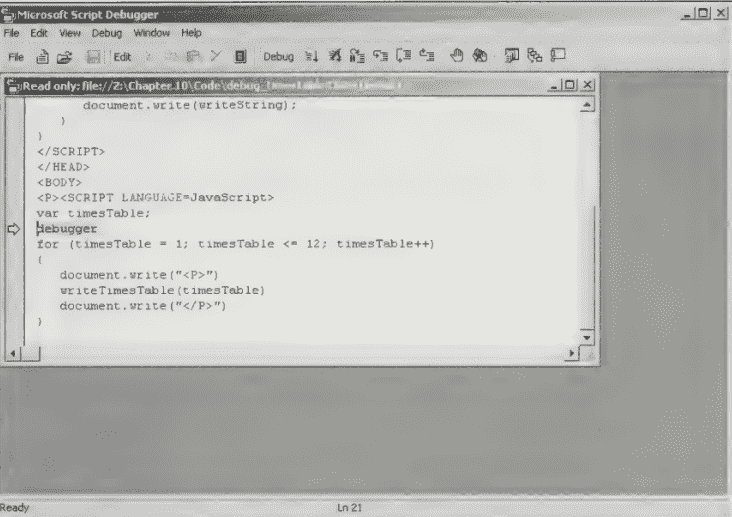 Microsoft Script Debugger
File Edit View Debug Window Help
File Edit Debug
Read only: file://Z:\Chapter 10\Code\debug
document.write(writeString);
}
}
</SCRIPT>
</HEAD>
<BODY>
<P><SCRIPT LANGUAGE=JavaScript>
var timesTable;
debugger
for (timesTable = 1; timesTable <= 12; timesTable++)
{
document.write("<P>")
writeTimesTable(timesTable)
document.write("</P>")
}
Ready Ln 21